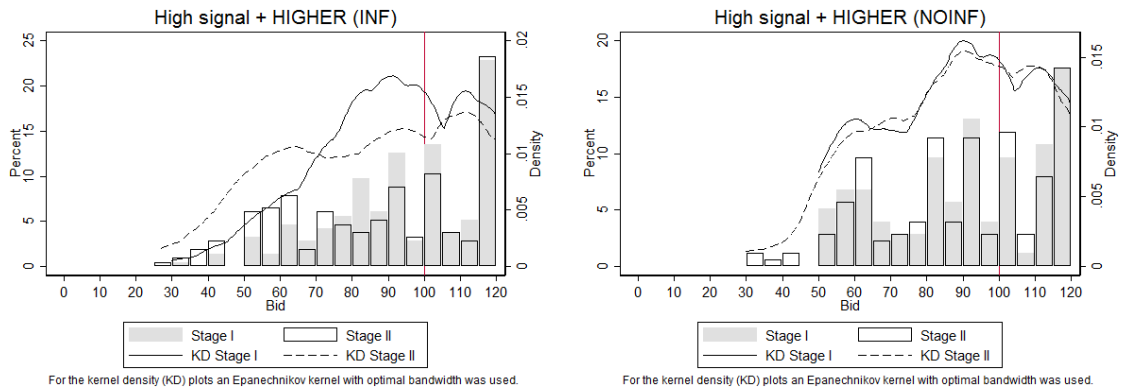 High signal + HIGHER (INF)
25
20
15
10
5
0
Percent
.02
.015
.01
.005
0
Density
0 10 20 30 40 50 60 70 80 90 100 110 120
Bid
Stage I
Stage II
KD Stage I
KD Stage II
For the kernel density (KD) plots an Epanechnikov kernel with optimal bandwidth was used.
High signal + HIGHER (NOINF)
20
15
10
5
0
Percent
.015
.01
.005
0
Density
0 10 20 30 40 50 60 70 80 90 100 110 120
Bid
Stage I
Stage II
KD Stage I
KD Stage II
For the kernel density (KD) plots an Epanechnikov kernel with optimal bandwidth was used.